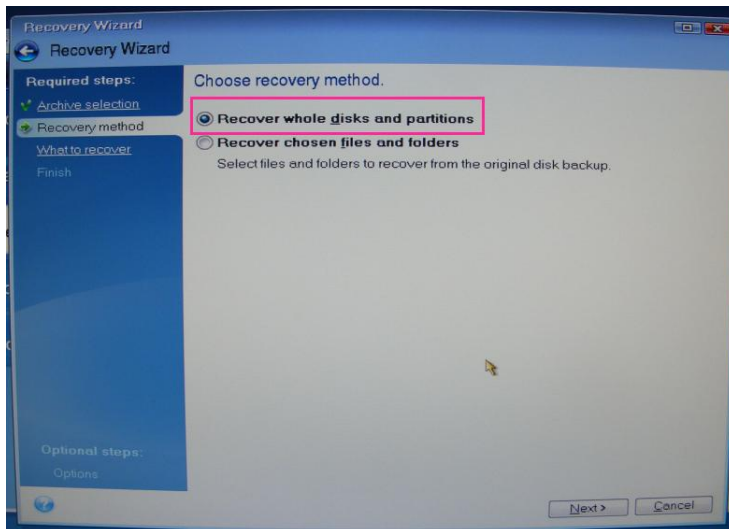 Recovery Wizard
Recovery Wizard
Required steps:
Archive selection
Recovery method
What to recover
Finish
Choose recovery method.
Recover whole disks and partitions
Recover chosen files and folders
Select files and folders to recover from the original disk backup.
Optional steps:
Options
Next >
Cancel